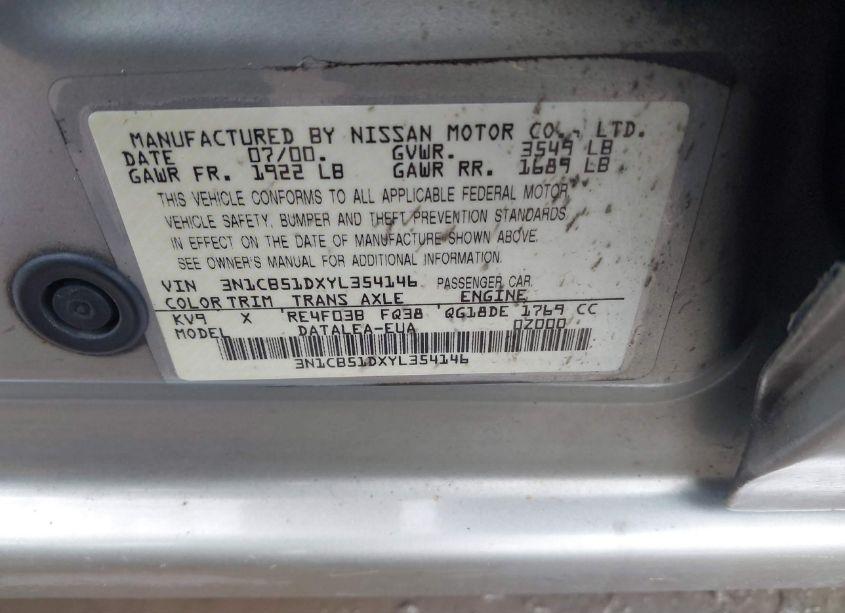 MANUFACTURED BY NISSAN MOTOR CO., LTD.
DATE 07/00. GVWR. 3549 LB
GAWR FR. 1922 LB GAWR RR. 1689 LB
THIS VEHICLE CONFORMS TO ALL APPLICABLE FEDERAL MOTOR
VEHICLE SAFETY, BUMPER AND THEFT PREVENTION STANDARDS
IN EFFECT ON THE DATE OF MANUFACTURE SHOWN ABOVE.
SEE OWNER'S MANUAL FOR ADDITIONAL INFORMATION.
VIN 3N1CB51DXYL354146 PASSENGER CAR
COLOR TRIM TRANS AXLE ENGINE
KV9 X RE4F03B FQ38 QG18DE 1769 CC
MODEL DATALEA-EUA 0Z000
3N1CB51DXYL354146